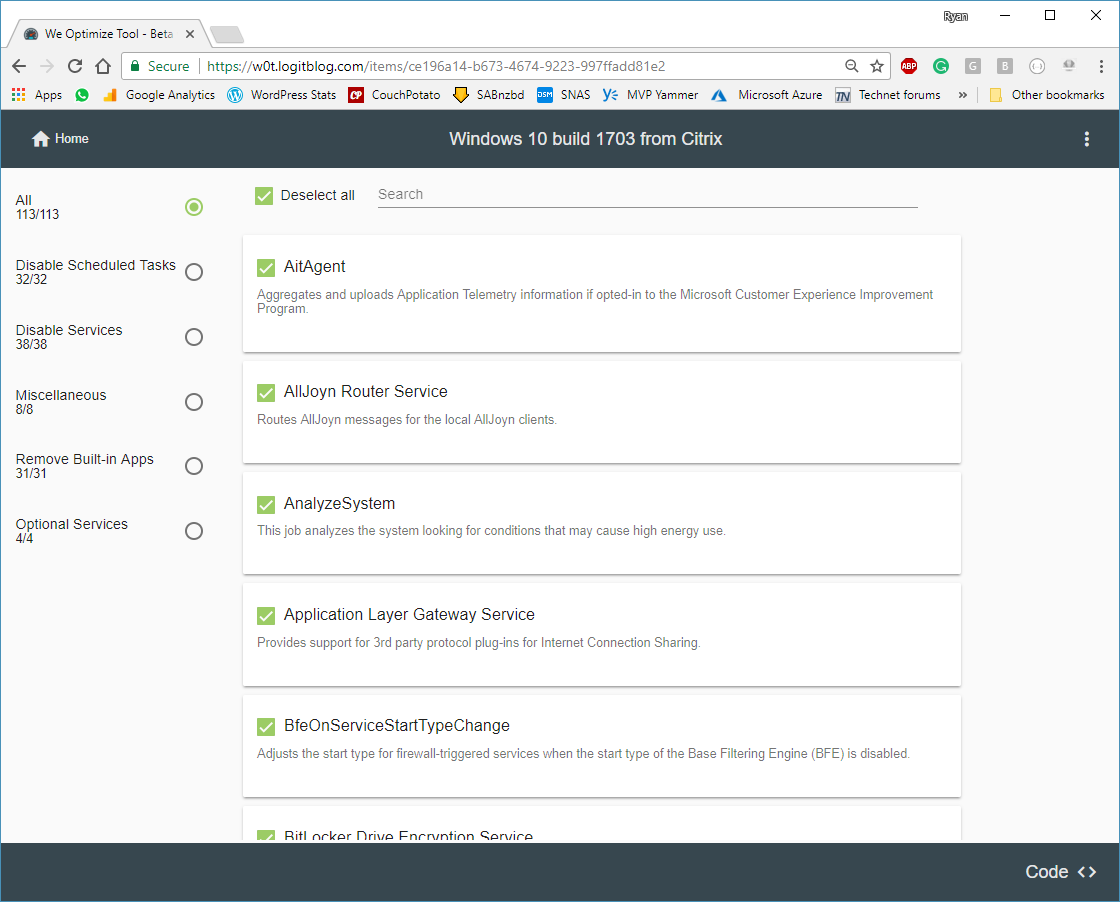 Ryan
We Optimize Tool - Beta
Secure https://w0t.logitblog.com/items/ce196a14-b673-4674-9223-997ffadd81e2
ABP G G B
Apps Google Analytics WordPress Stats CP CouchPotato SABnzbd DSM SNAS MVP Yammer Microsoft Azure TN Technet forums » Other bookmarks
Home Windows 10 build 1703 from Citrix
All
113/113
Disable Scheduled Tasks
32/32
Disable Services
38/38
Miscellaneous
8/8
Remove Built-in Apps
31/31
Optional Services
4/4
Deselect all Search
AitAgent
Aggregates and uploads Application Telemetry information if opted-in to the Microsoft Customer Experience Improvement
Program.
AllJoyn Router Service
Routes AllJoyn messages for the local AllJoyn clients.
AnalyzeSystem
This job analyzes the system looking for conditions that may cause high energy use.
Application Layer Gateway Service
Provides support for 3rd party protocol plug-ins for Internet Connection Sharing.
BfeOnServiceStartTypeChange
Adjusts the start type for firewall-triggered services when the start type of the Base Filtering Engine (BFE) is disabled.
BitLocker Drive Encryption Service
Code <>